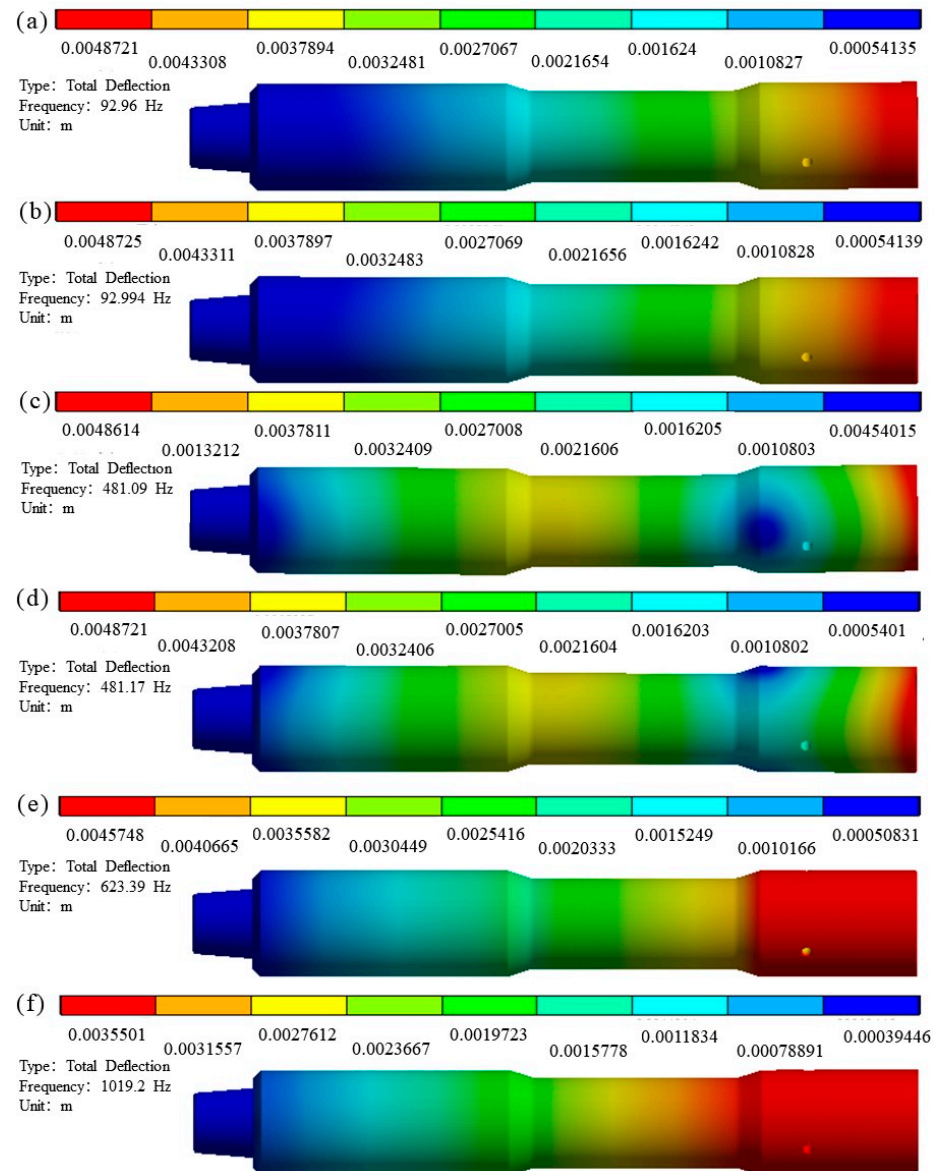 (a)
0.0048721 0.0037894 0.0027067 0.001624 0.00054135
0.0043308 0.0032481 0.0021654 0.0010827
Type: Total Deflection
Frequency: 92.96 Hz
Unit: m
(b)
0.0048725 0.0037897 0.0027069 0.0016242 0.00054139
0.0043311 0.0032483 0.0021656 0.0010828
Type: Total Deflection
Frequency: 92.994 Hz
Unit: m
(c)
0.0048614 0.0037811 0.0027008 0.0016205 0.00454015
0.0013212 0.0032409 0.0021606 0.0010803
Type: Total Deflection
Frequency: 481.09 Hz
Unit: m
(d)
0.0048721 0.0037807 0.0027005 0.0016203 0.0005401
0.0043208 0.0032406 0.0021604 0.0010802
Type: Total Deflection
Frequency: 481.17 Hz
Unit: m
(e)
0.0045748 0.0035582 0.0025416 0.0015249 0.00050831
0.0040665 0.0030449 0.0020333 0.0010166
Type: Total Deflection
Frequency: 623.39 Hz
Unit: m
(f)
0.0035501 0.0027612 0.0019723 0.0011834 0.00039446
0.0031557 0.0023667 0.0015778 0.00078891
Type: Total Deflection
Frequency: 1019.2 Hz
Unit: m